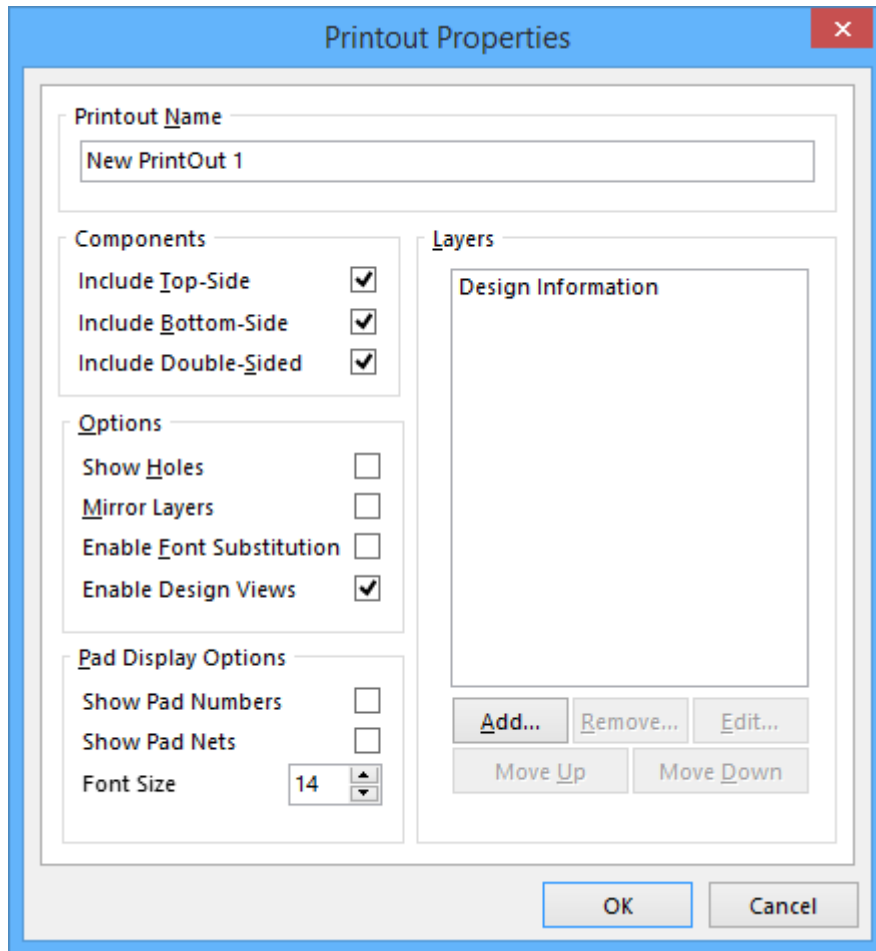 Printout Properties
Printout Name
New PrintOut 1
Components
Include Top-Side
Include Bottom-Side
Include Double-Sided
Options
Show Holes
Mirror Layers
Enable Font Substitution
Enable Design Views
Pad Display Options
Show Pad Numbers
Show Pad Nets
Font Size 14
Layers
Design Information
Add... Remove... Edit...
Move Up Move Down
OK Cancel